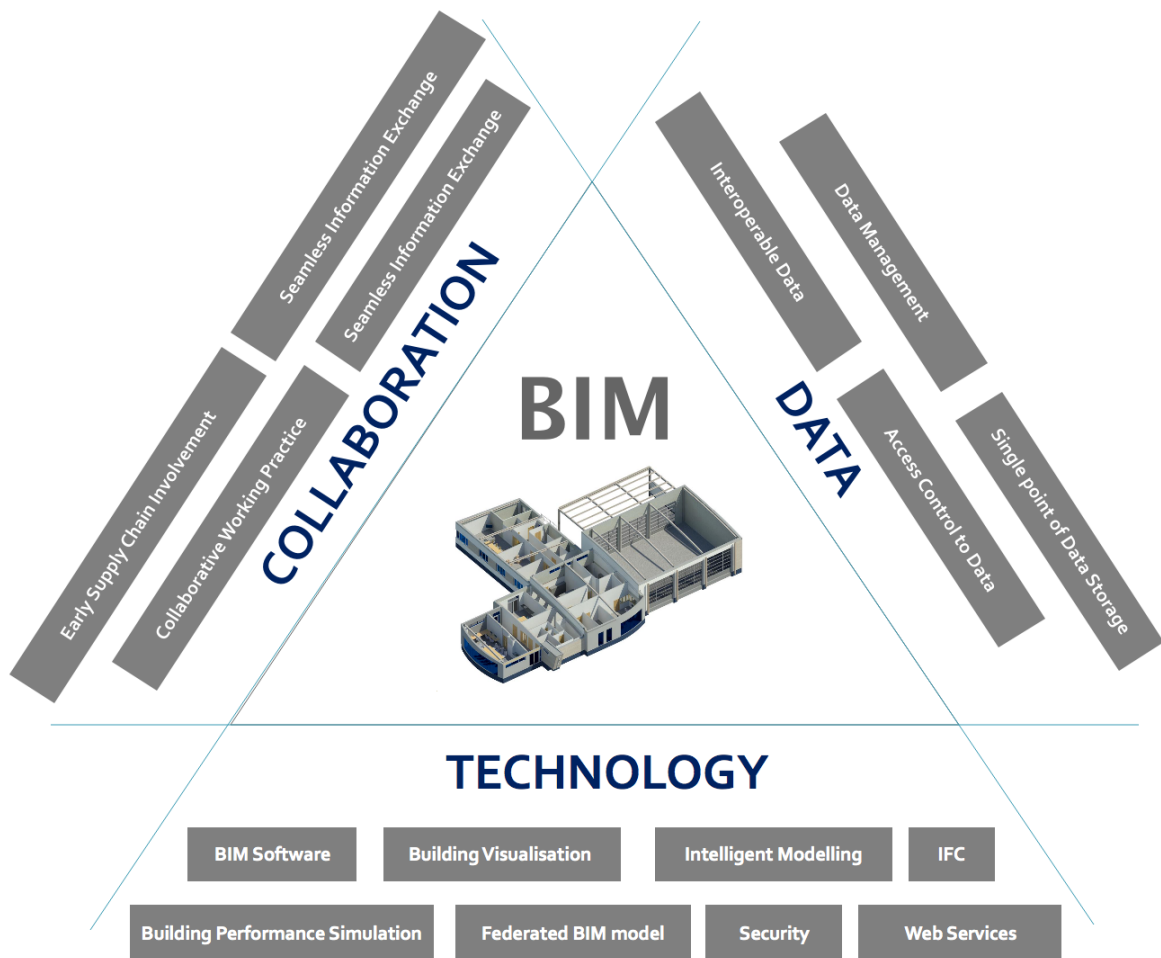 Seamless Information Exchange
Seamless Information Exchange
Early Supply Chain Involvement
Collaborative Working Practice
COLLABORATION
BIM
Interoperable Data
Data Management
DATA
Access Control to Data
Single point of Data Storage
TECHNOLOGY
BIM Software
Building Visualisation
Intelligent Modelling
IFC
Building Performance Simulation
Federated BIM model
Security
Web Services